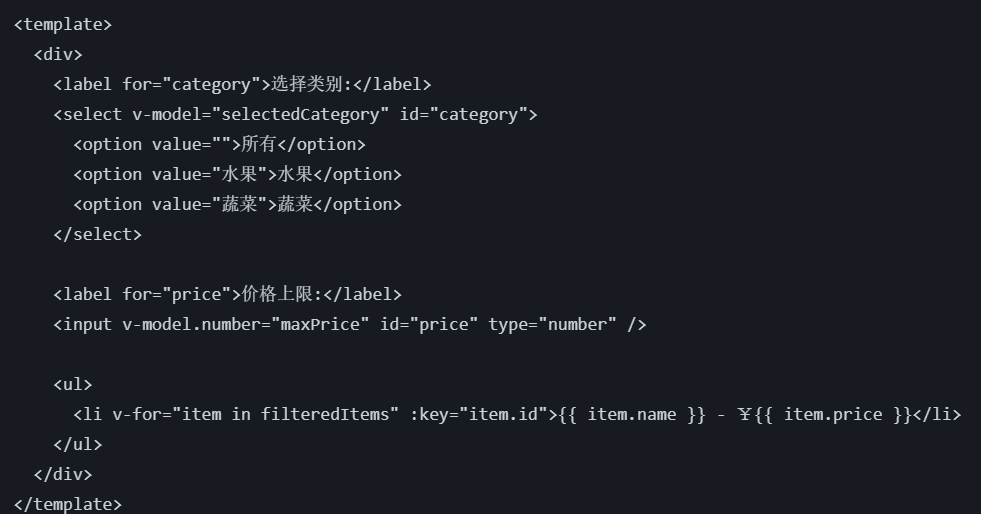 <template>
  <div>
    <label for="category">选择类别:</label>
    <select v-model="selectedCategory" id="category">
      <option value="">所有</option>
      <option value="水果">水果</option>
      <option value="蔬菜">蔬菜</option>
    </select>

    <label for="price">价格上限:</label>
    <input v-model.number="maxPrice" id="price" type="number" />

    <ul>
      <li v-for="item in filteredItems" :key="item.id">{{ item.name }} - ¥{{ item.price }}</li>
    </ul>
  </div>
</template>